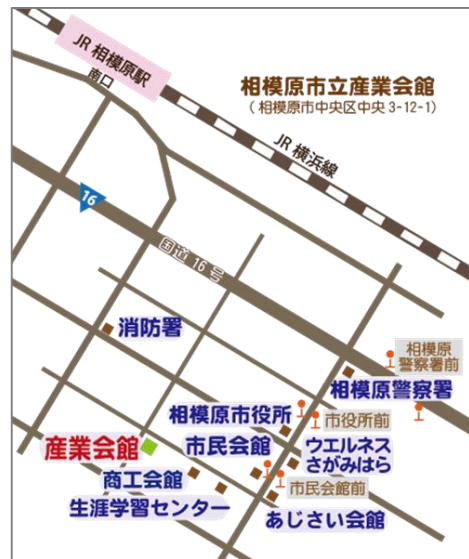 JR 相模原駅
南口
相模原市立産業会館
(相模原市中央区中央 3-12-1)
JR 横浜線
16
国道 16 号
消防署
相模原
警察署前
相模原警察署
相模原市役所
市役所前
市民会館
ウエルネス
さがみはら
産業会館
商工会館
市民会館前
生涯学習センター
あじさい会館